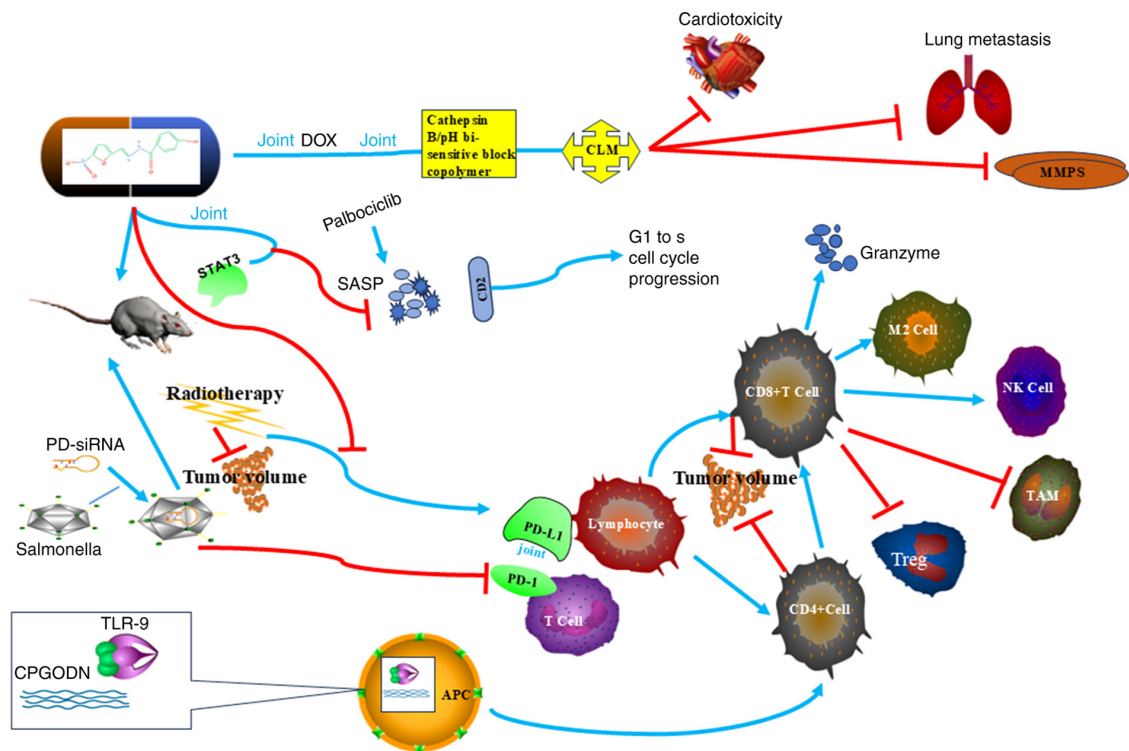 Cardiotoxicity
Lung metastasis
Joint DOX Joint
Cathepsin
B/pH bi-
sensitive block
copolymer
CLM
MMPS
Joint
Palbociclib
STAT3
SASP
CD2
G1 to s
cell cycle
progression
Granzyme
M2 Cell
CD8+T Cell
NK Cell
Radiotherapy
PD-siRNA
Tumor volume
Tumor volume
TAM
Salmonella
PD-L1
joint
Lymphocyte
PD-1
T Cell
Treg
CD4+Cell
TLR-9
CPGODN
APC